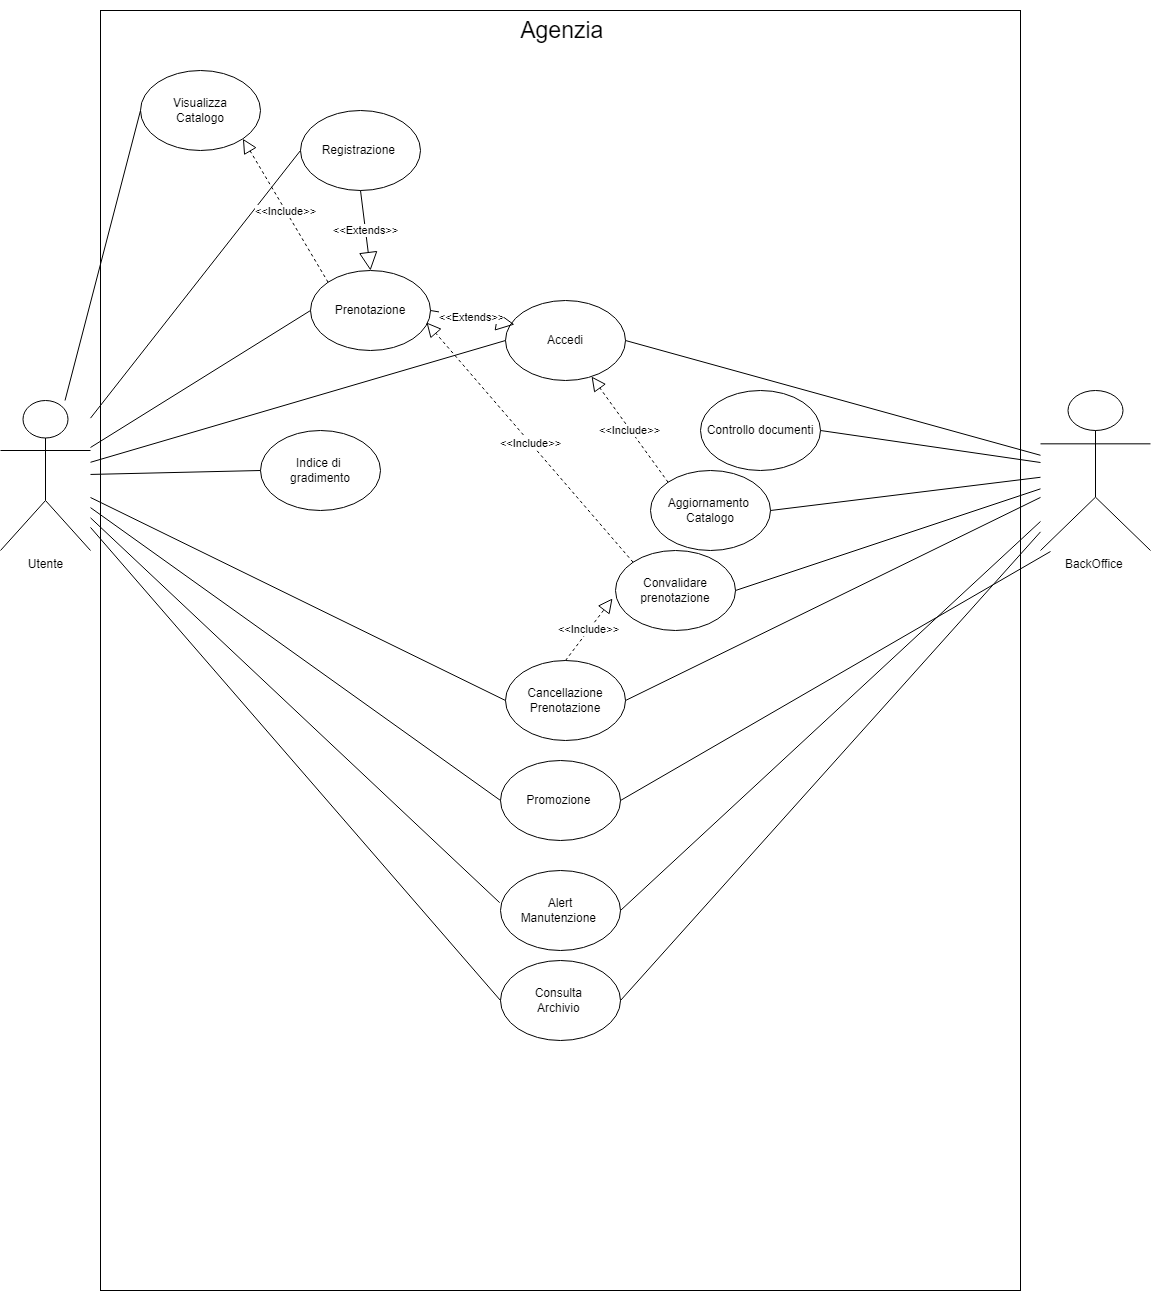 Agenzia
Visualizza
Catalogo
Registrazione
<<Include>>
<<Extends>>
Prenotazione
<<Extends>>
Accedi
Controllo documenti
<<Include>>
<<Include>>
Indice di
gradimento
Aggiornamento
Catalogo
Utente
BackOffice
Convalidare
prenotazione
<<Include>>
Cancellazione
Prenotazione
Promozione
Alert
Manutenzione
Consulta
Archivio